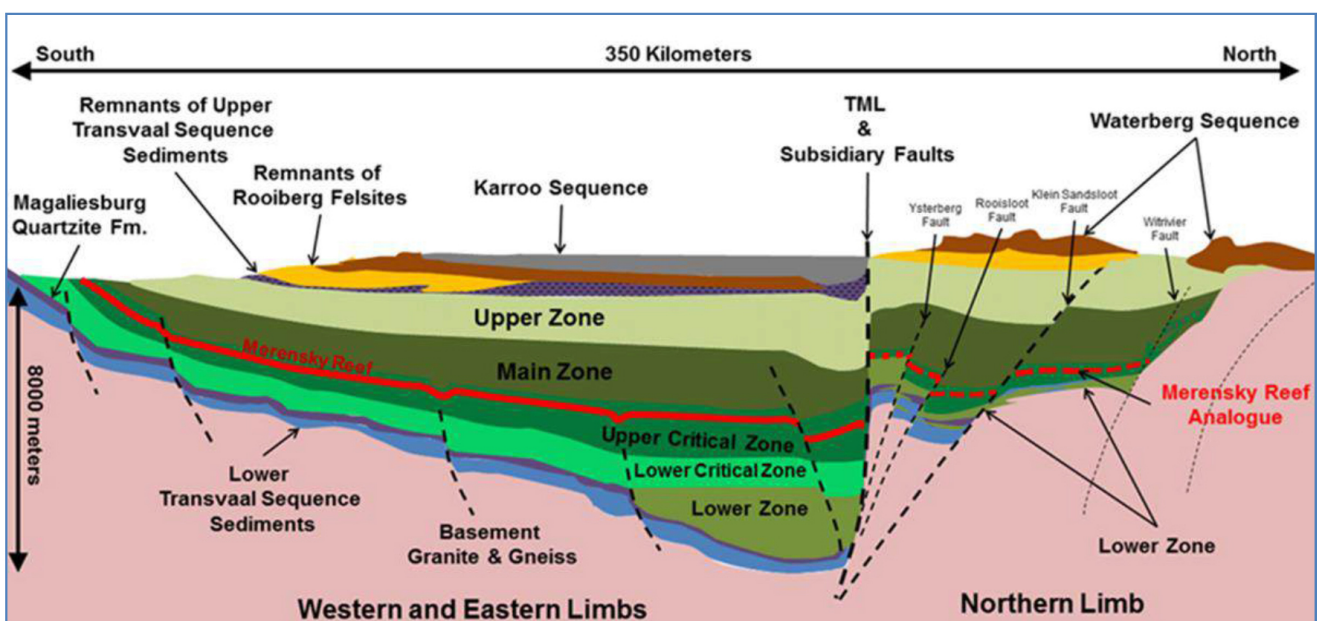 South
350 Kilometers
North
Remnants of Upper
Transvaal Sequence
Sediments
Remnants of
Rooiberg Felsites
Karroo Sequence
TML
&
Subsidiary Faults
Waterberg Sequence
Magaliesburg
Quartzite Fm.
Ysterberg
Fault
Rooisloot
Fault
Klein Sandsloot
Fault
Witrivier
Fault
Upper Zone
Merensky Reef
Main Zone
Merensky Reef
Analogue
8000 meters
Upper Critical Zone
Lower Critical Zone
Lower
Transvaal Sequence
Sediments
Lower Zone
Basement
Granite & Gneiss
Lower Zone
Western and Eastern Limbs
Northern Limb